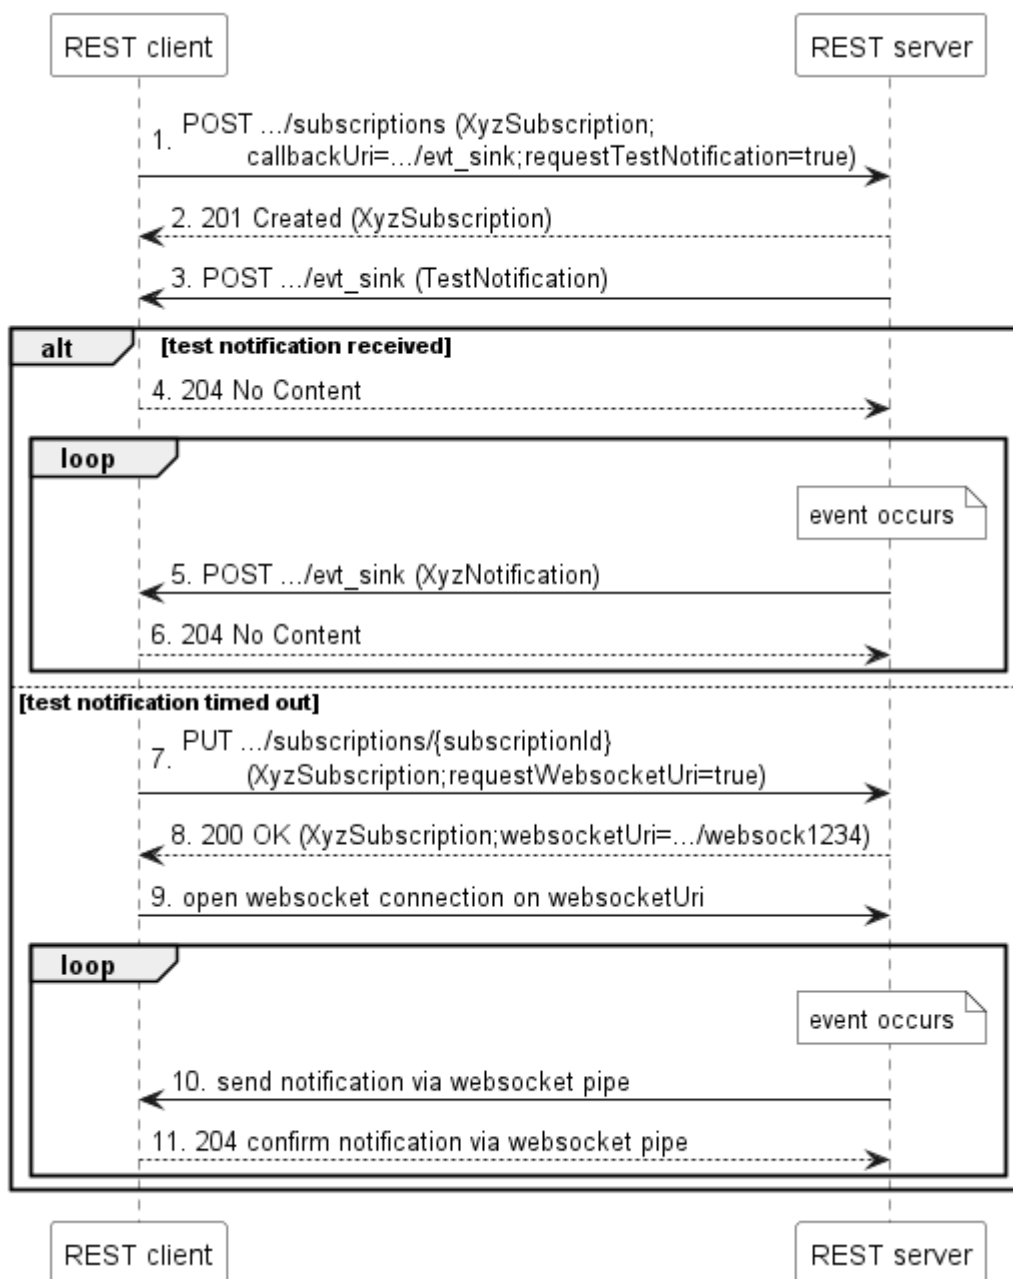 REST client
REST server
1. POST .../subscriptions (XyzSubscription;
callbackUri=.../evt_sink;requestTestNotification=true)
2. 201 Created (XyzSubscription)
3. POST .../evt_sink (TestNotification)
alt
[test notification received]
4. 204 No Content
loop
event occurs
5. POST .../evt_sink (XyzNotification)
6. 204 No Content
[test notification timed out]
7. PUT .../subscriptions/{subscriptionId}
(XyzSubscription;requestWebsocketUri=true)
8. 200 OK (XyzSubscription;websocketUri=.../websock1234)
9. open websocket connection on websocketUri
loop
event occurs
10. send notification via websocket pipe
11. 204 confirm notification via websocket pipe
REST client
REST server